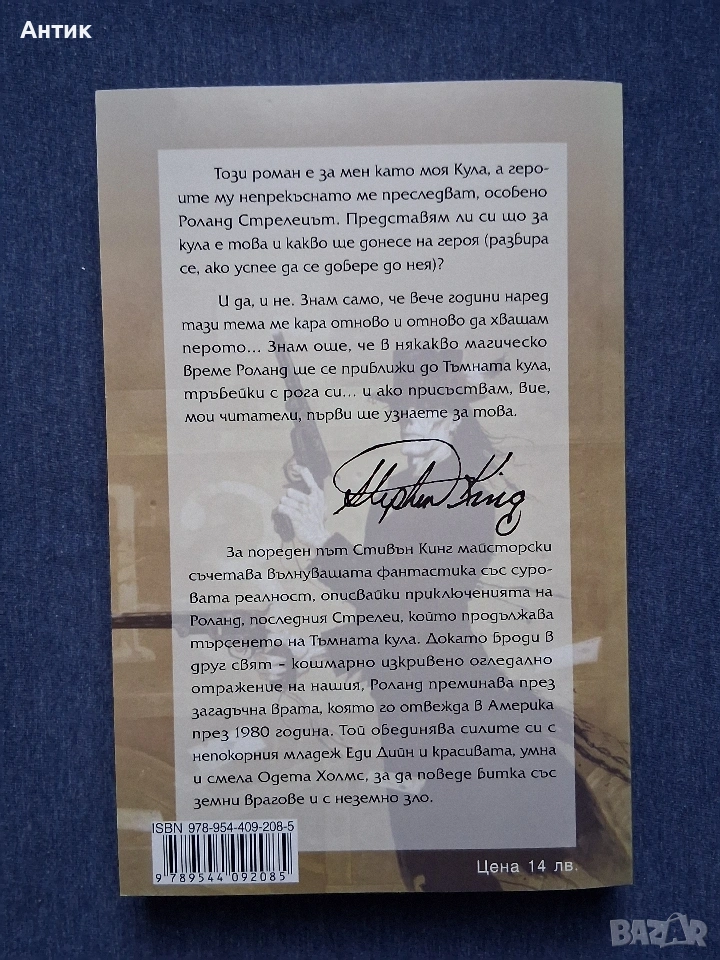 Антик
Този роман е за мен като моя Кула, а геро-
ите му непрекъснато ме преследват, особено
Роланд Стрелецът. Представям ли си що за
кула е това и какво ще донесе на героя (разбира
се, ако успее да се добере до нея)?
И да, и не. Знам само, че вече години наред
тази тема ме кара отново и отново да хващам
перото... Знам още, че в някакво магическо
време Роланд ще се приближи до Тъмната кула,
тръбейки с рога си... и ако присъствам, вие,
мои читатели, първи ще узнаете за това.
Stephen King
За пореден път Стивън Кинг майсторски
съчетава вълнуващата фантастика със суро-
вата реалност, описвайки приключенията на
Роланд, последния Стрелец, който продължава
търсенето на Тъмната кула. Докато броди в
друг свят – кошмарно изкривено огледално
отражение на нашия, Роланд преминава през
загадъчна врата, която го отвежда в Америка
през 1980 година. Той обединява силите си с
непокорния младеж Еди Дийн и красивата, умна
и смела Одета Холмс, за да поведе битка със
земни врагове и с неземно зло.
ISBN 978-954-409-208-5
9 789544 092085
Цена 14 лв.
BAZAR